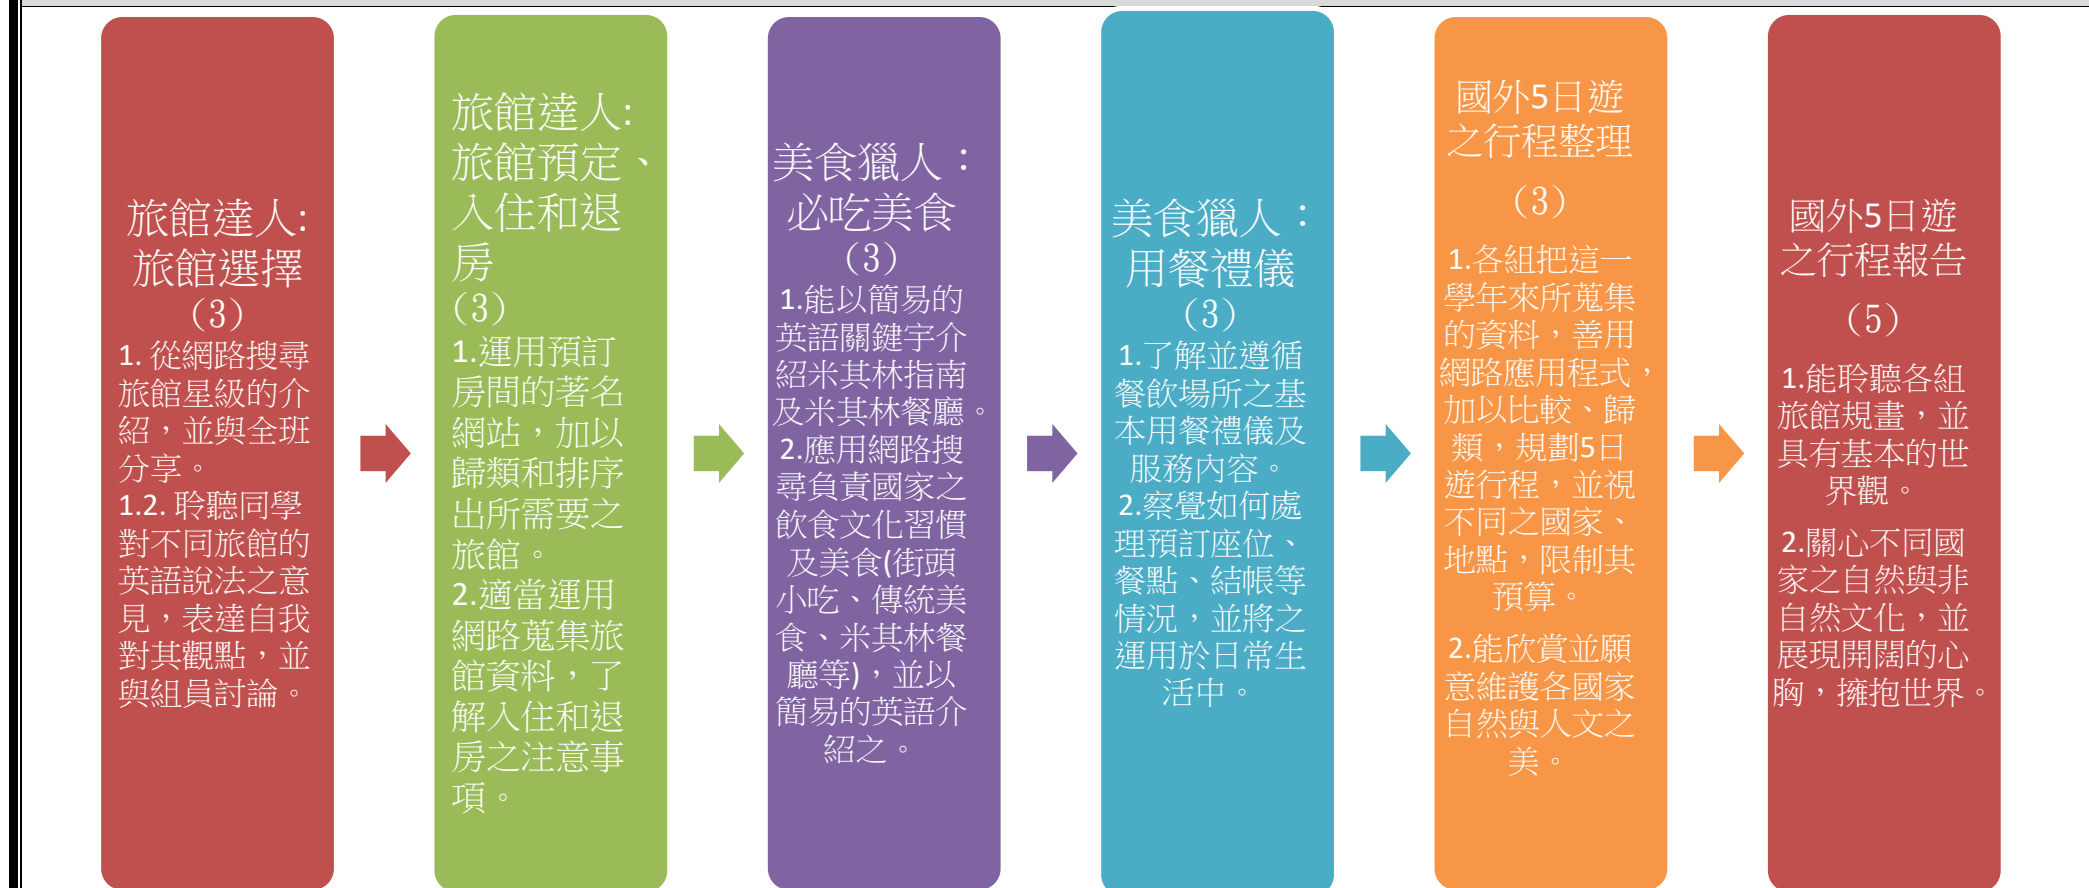 旅館達人:
旅館選擇
(3)
1. 從網路搜尋
旅館星級的介
紹，並與全班
分享。
1.2. 聆聽同學
對不同旅館的
英語說法之意
見，表達自我
對其觀點，並
與組員討論。
旅館達人:
旅館預定、
入住和退
房
(3)
1.運用預訂
房間的著名
網站，加以
歸類和排序
出所需要之
旅館。
2.適當運用
網路蒐集旅
館資料，了
解入住和退
房之注意事
項。
美食獵人：
必吃美食
(3)
1.能以簡易的
英語關鍵字介
紹米其林指南
及米其林餐廳。
2.應用網路搜
尋負責國家之
飲食文化習慣
及美食(街頭
小吃、傳統美
食、米其林餐
廳等)，並以
簡易的英語介
紹之。
美食獵人：
用餐禮儀
(3)
1.了解並遵循
餐飲場所之基
本用餐禮儀及
服務內容。
2.察覺如何處
理預訂座位、
餐點、結帳等
情況，並將之
運用於日常生
活中。
國外5日遊
之行程整理
(3)
1.各組把這一
學年來所蒐集
的資料，善用
網路應用程式，
加以比較、歸
類，規劃5日
遊行程，並視
不同之國家、
地點，限制其
預算。
2.能欣賞並願
意維護各國家
自然與人文之
美。
國外5日遊
之行程報告
(5)
1.能聆聽各組
旅館規畫，並
具有基本的世
界觀。
2.關心不同國
家之自然與非
自然文化，並
展現開闊的心
胸，擁抱世界。